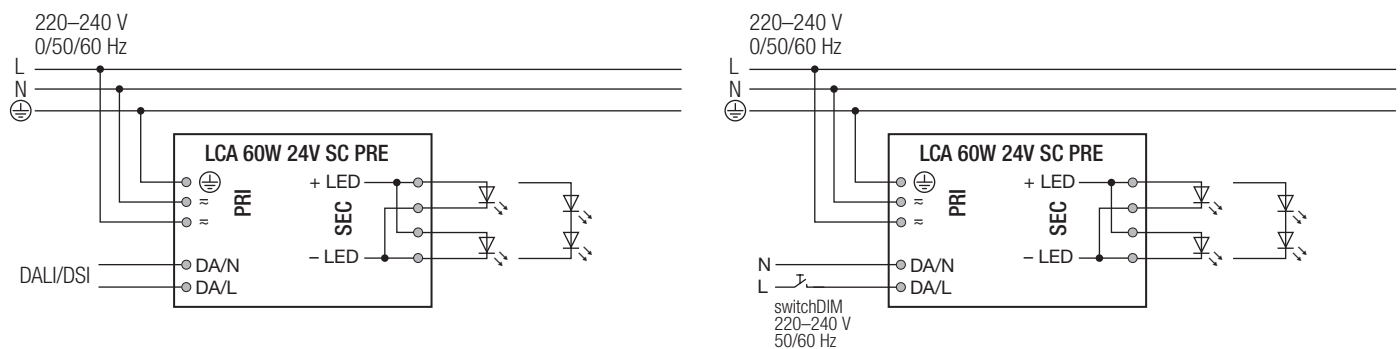 220–240 V
0/50/60 Hz
L
N
LCA 60W 24V SC PRE
PRI
≂
≂
+ LED
SEC
– LED
DALI/DSI
DA/N
DA/L
220–240 V
0/50/60 Hz
L
N
LCA 60W 24V SC PRE
PRI
≂
≂
+ LED
SEC
– LED
N
DA/N
L
DA/L
switchDIM
220–240 V
50/60 Hz